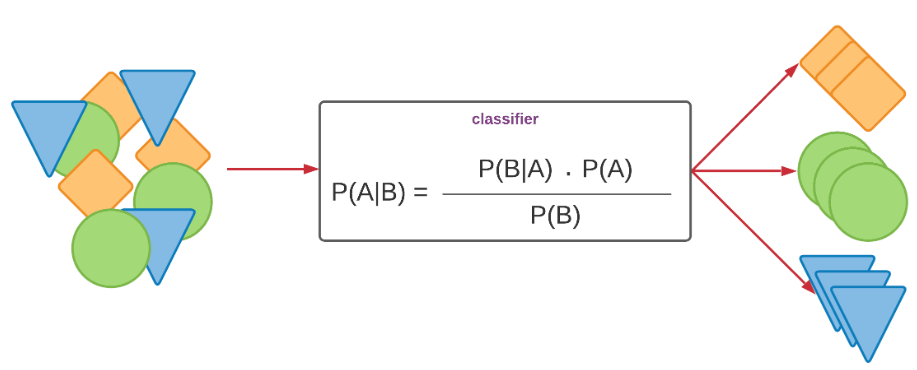 classifier
P(A|B) = P(B|A) . P(A)
P(B)